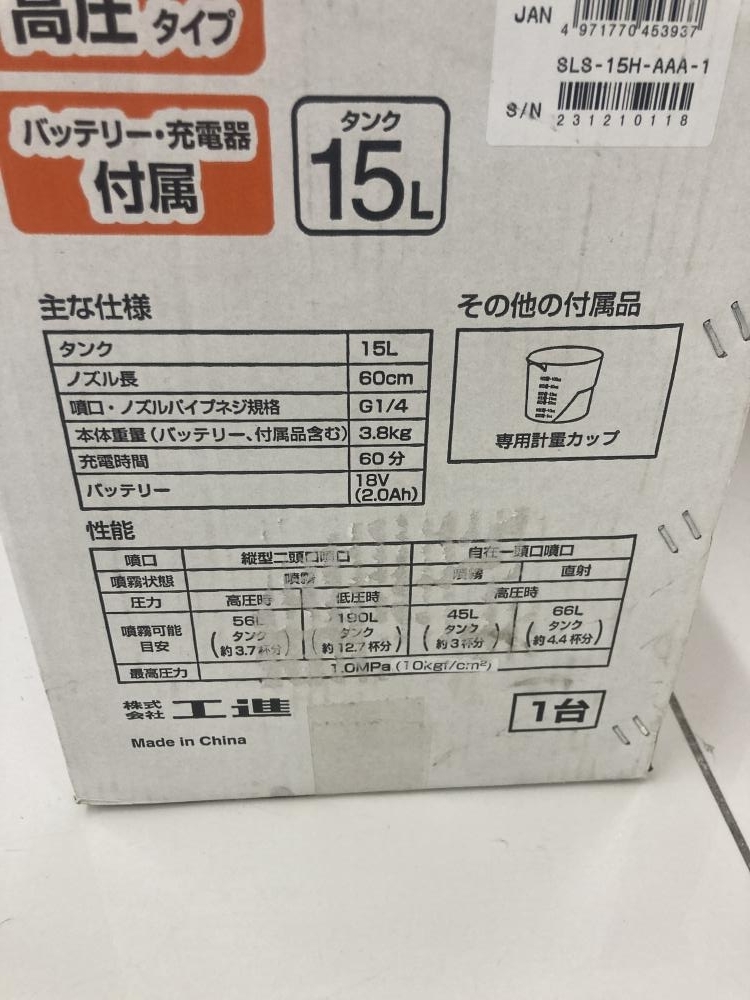 高圧タイプ
JAN 4 971770 453937
SLS-15H-AAA-1
S/N 231210118
バッテリー・充電器
付属
タンク
15L
主な仕様
タンク 15L
ノズル長 60cm
噴口・ノズルパイプネジ規格 G1/4
本体重量(バッテリー、付属品含む) 3.8kg
充電時間 60分
バッテリー 18V
(2.0Ah)
その他の付属品
専用計量カップ
性能
噴口 縦型二頭口噴口 自在一頭口噴口
噴霧状態 噴霧 噴霧 直射
圧力 高圧時 低圧時 高圧時
噴霧可能
目安
56L
(タンク
約3.7杯分)
190L
(タンク
約12.7杯分)
45L
(タンク
約3杯分)
66L
(タンク
約4.4杯分)
最高圧力 1.0MPa(10kgf/cm²)
株式
会社 工進
1台
Made in China